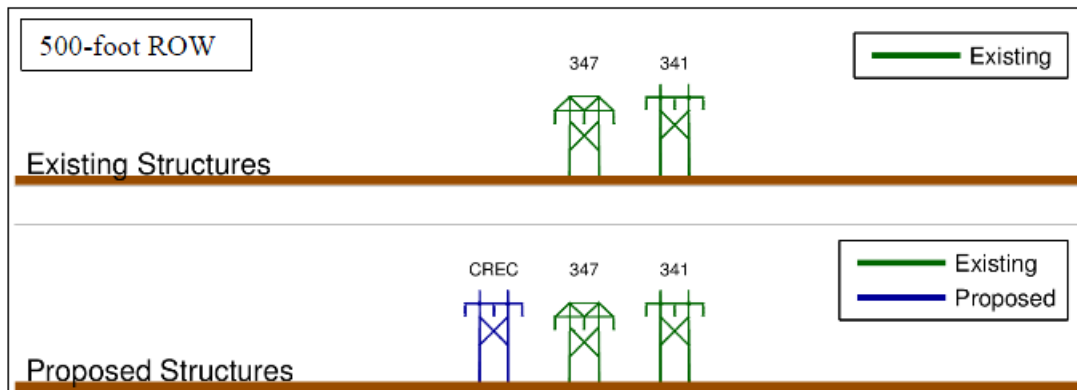 500-foot ROW
347 341
Existing
Existing Structures
CREC 347 341
Existing
Proposed
Proposed Structures